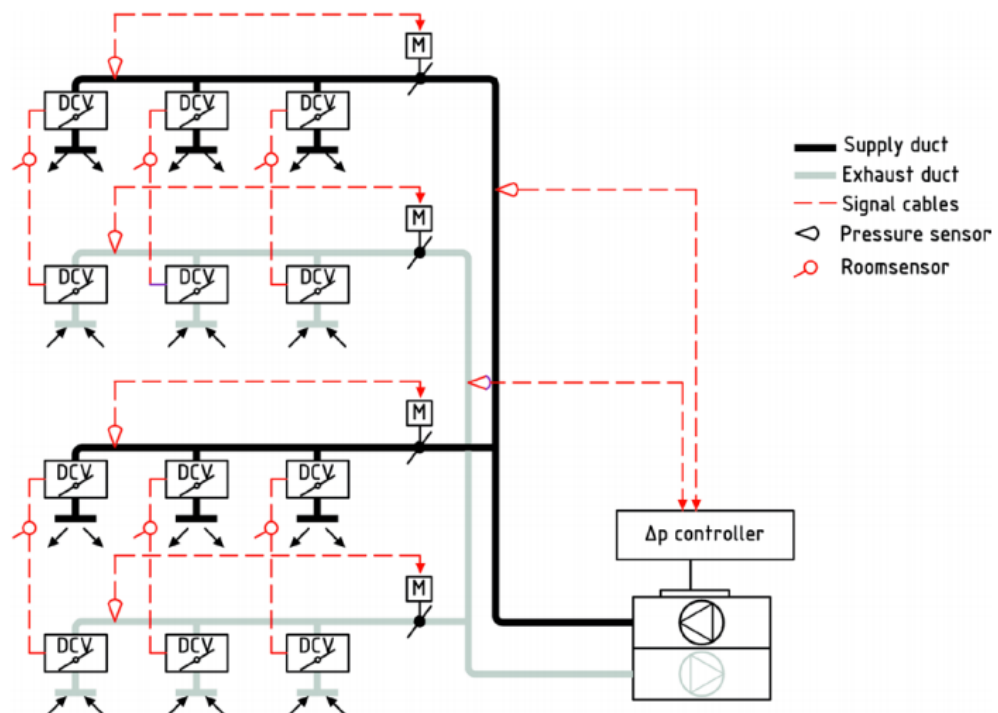 M
DCV DCV DCV
Supply duct
Exhaust duct
Signal cables
Pressure sensor
Roomsensor
M
DCV DCV DCV
M
DCV DCV DCV
Δp controller
M
DCV DCV DCV